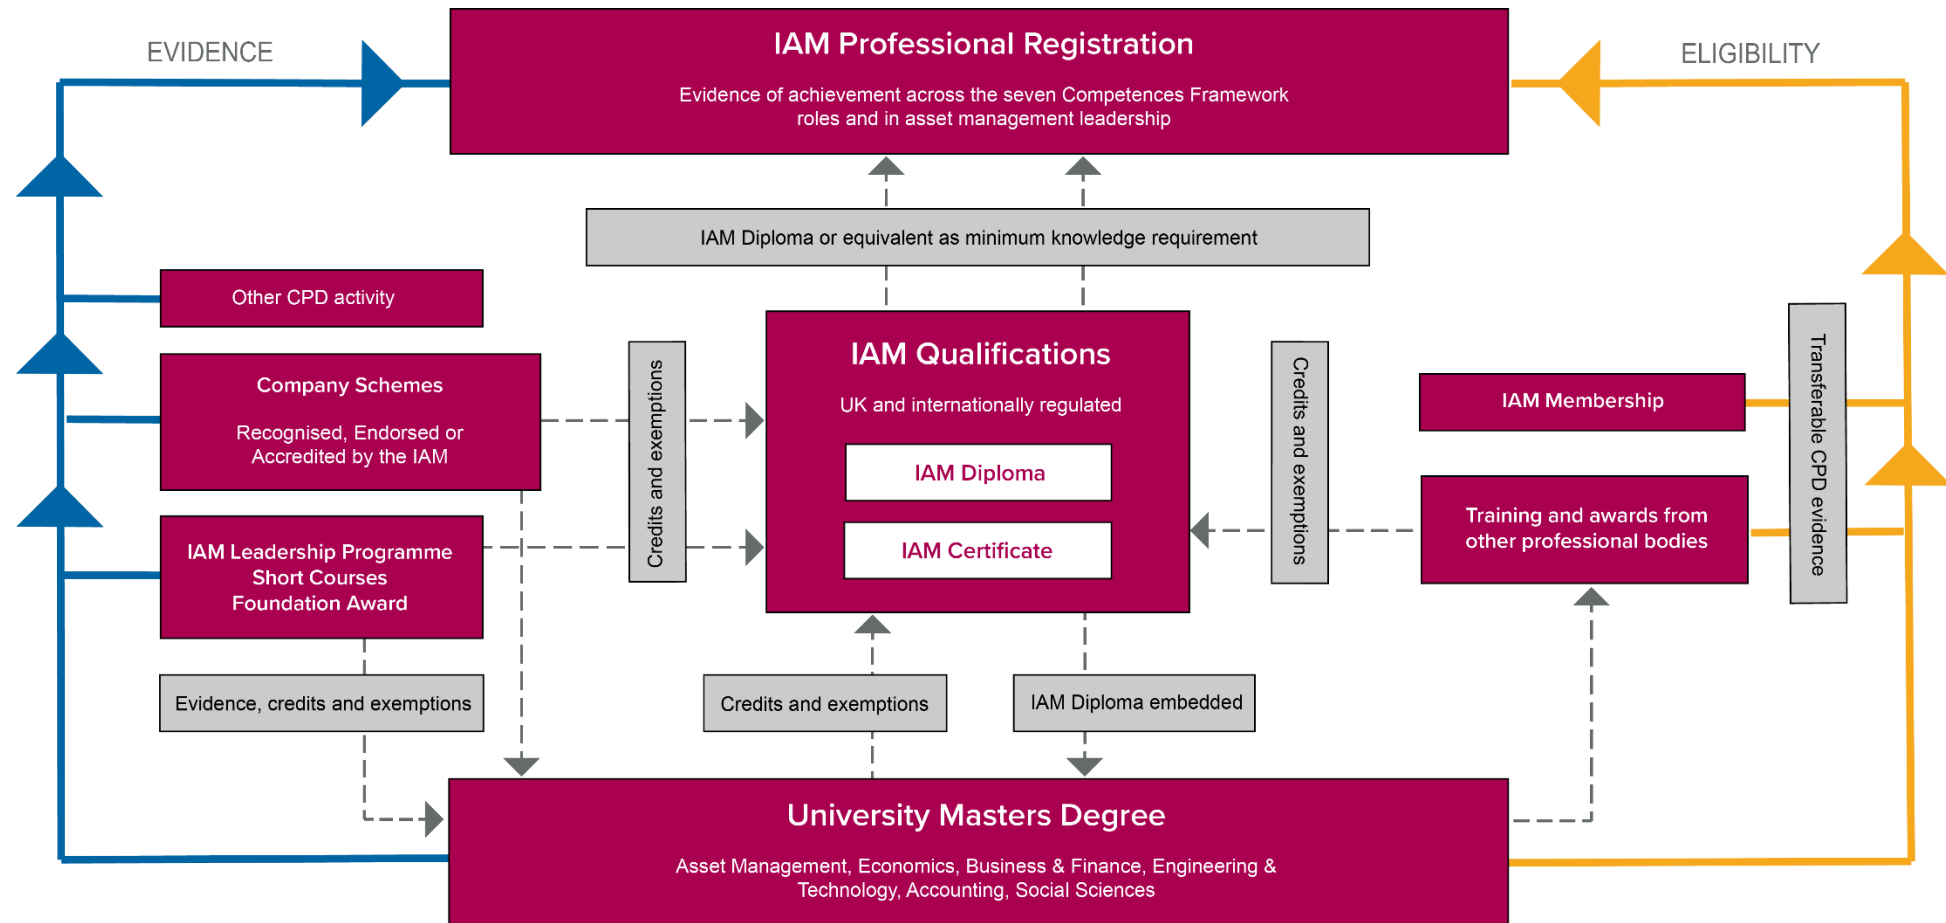 EVIDENCE
IAM Professional Registration
Evidence of achievement across the seven Competences Framework
roles and in asset management leadership
ELIGIBILITY
IAM Diploma or equivalent as minimum knowledge requirement
Other CPD activity
Company Schemes
Recognised, Endorsed or
Accredited by the IAM
IAM Leadership Programme
Short Courses
Foundation Award
Evidence, credits and exemptions
Credits and exemptions
IAM Qualifications
UK and internationally regulated
IAM Diploma
IAM Certificate
Credits and exemptions
IAM Diploma embedded
Credits and exemptions
IAM Membership
Training and awards from
other professional bodies
Transferable CPD evidence
University Masters Degree
Asset Management, Economics, Business & Finance, Engineering &
Technology, Accounting, Social Sciences